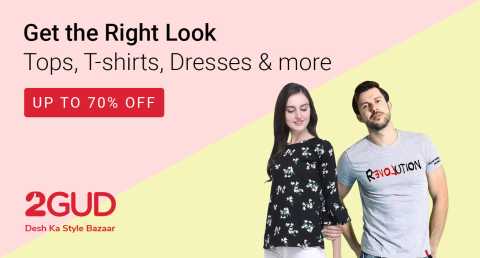 Get the Right Look
Tops, T-shirts, Dresses & more
UP TO 70% OFF
REVOLUTION
2GUD
Desh Ka Style Bazaar